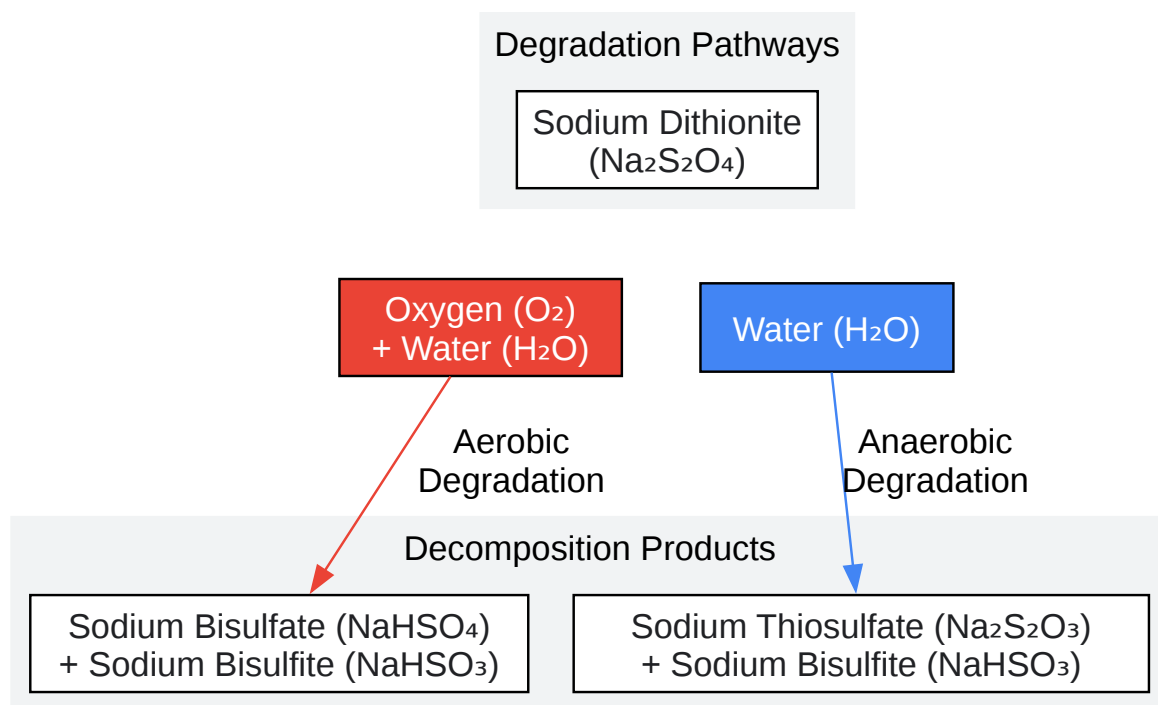 Degradation Pathways
Sodium Dithionite
(Na₂S₂O₄)
Oxygen (O₂)
+ Water (H₂O)
Water (H₂O)
Aerobic
Degradation
Anaerobic
Degradation
Decomposition Products
Sodium Bisulfate (NaHSO₄)
+ Sodium Bisulfite (NaHSO₃)
Sodium Thiosulfate (Na₂S₂O₃)
+ Sodium Bisulfite (NaHSO₃)